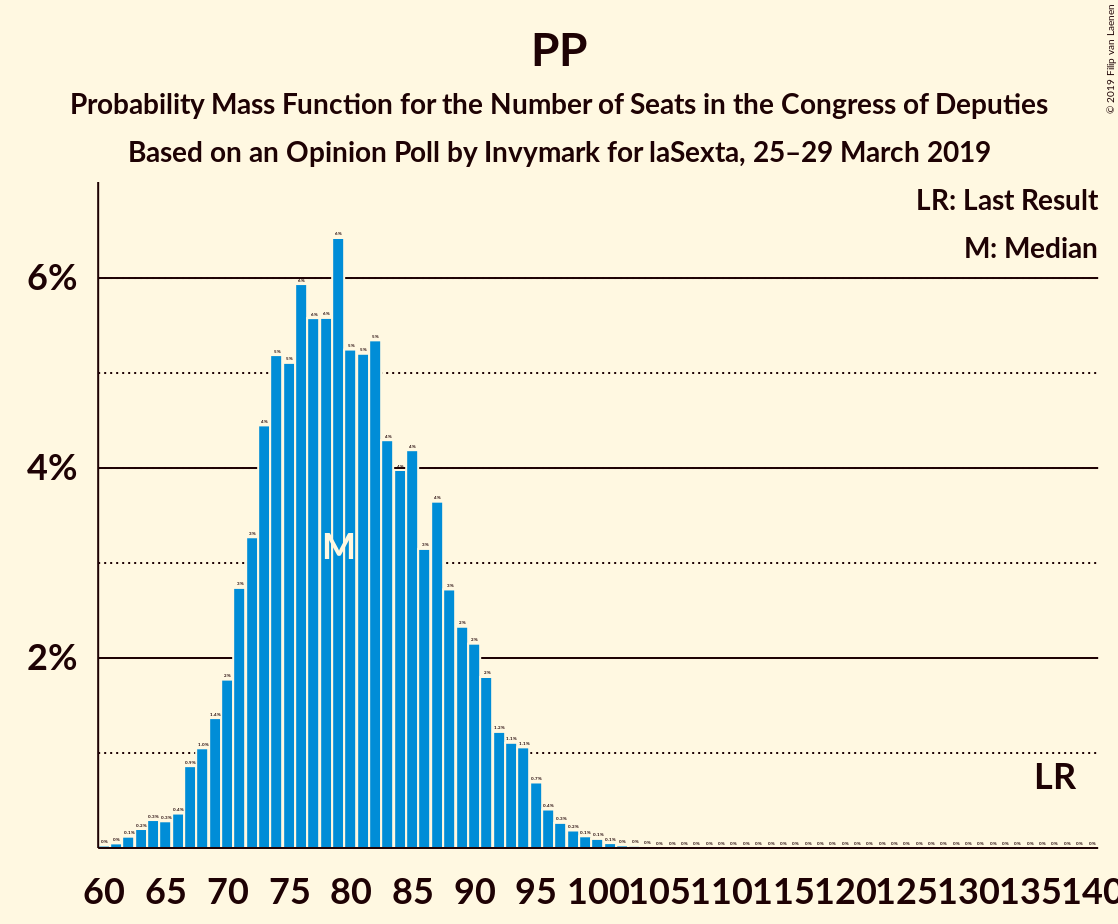 PP
Probability Mass Function for the Number of Seats in the Congress of Deputies
Based on an Opinion Poll by Invymark for laSexta, 25–29 March 2019
© 2019 Filip van Laenen
LR: Last Result
M: Median
6%
4%
2%
M
LR
60 65 70 75 80 85 90 95 100 105 110 115 120 125 130 135 140